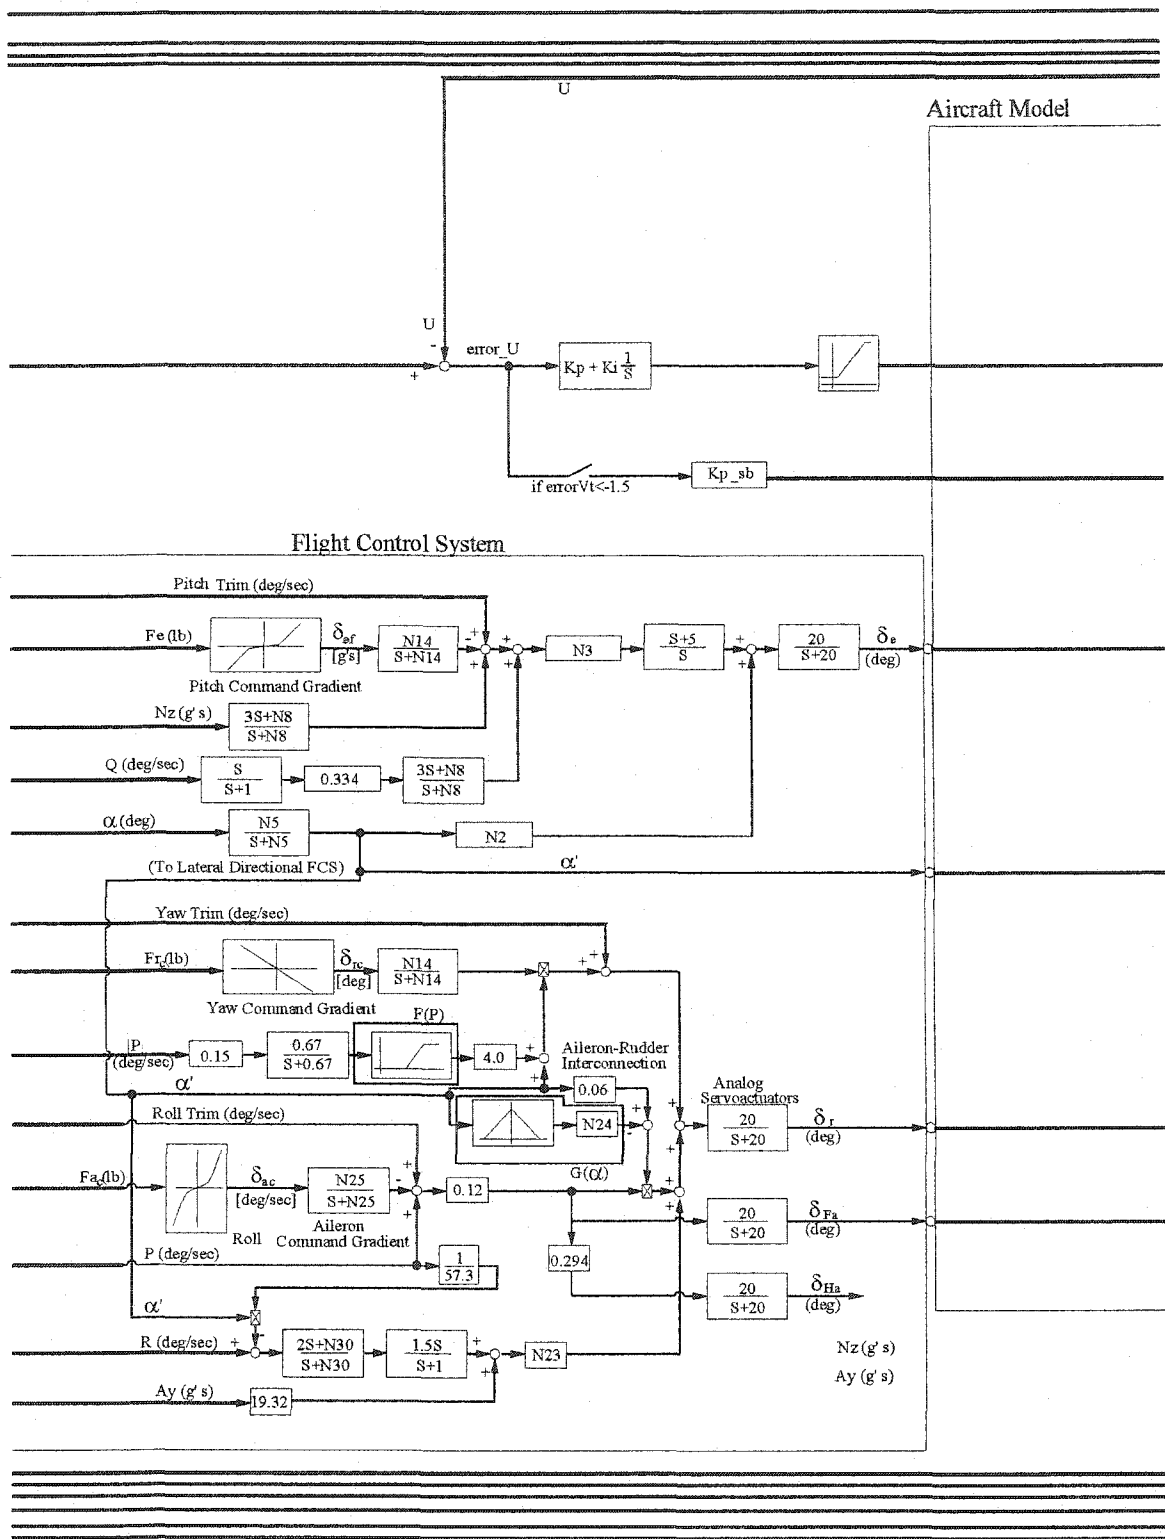 U
Aircraft Model
U
-
error_U
+
Kp + Ki 1/S
if errorVt<-1.5
Kp_sb
Flight Control System
Pitch Trim (deg/sec)
Fe (lb)
δef
[g's]
N14
S+N14
- +
+
+
+
N3
S+5
S
+
+
20
S+20
δe
(deg)
Pitch Command Gradient
Nz (g's)
3S+N8
S+N8
Q (deg/sec)
S
S+1
0.334
3S+N8
S+N8
α (deg)
N5
S+N5
N2
(To Lateral Directional FCS)
α'
Yaw Trim (deg/sec)
Frc(lb)
δrc
[deg]
N14
S+N14
+ +
Yaw Command Gradient
F(P)
|P|
(deg/sec)
0.15
0.67
S+0.67
4.0
+
+
Aileron-Rudder
Interconnection
α'
0.06
Analog
Servoactuators
Roll Trim (deg/sec)
N24
+
-
+
20
S+20
δr
(deg)
G(α)
Fac(lb)
δac
[deg/sec]
N25
S+N25
+
-
+
0.12
+
+
+
Roll
Aileron
Command Gradient
20
S+20
δFa
(deg)
P (deg/sec)
1
57.3
0.294
α'
20
S+20
δHa
(deg)
R (deg/sec)
+
-
2S+N30
S+N30
1.5S
S+1
+
+
N23
Nz (g's)
Ay (g's)
Ay (g's)
19.32